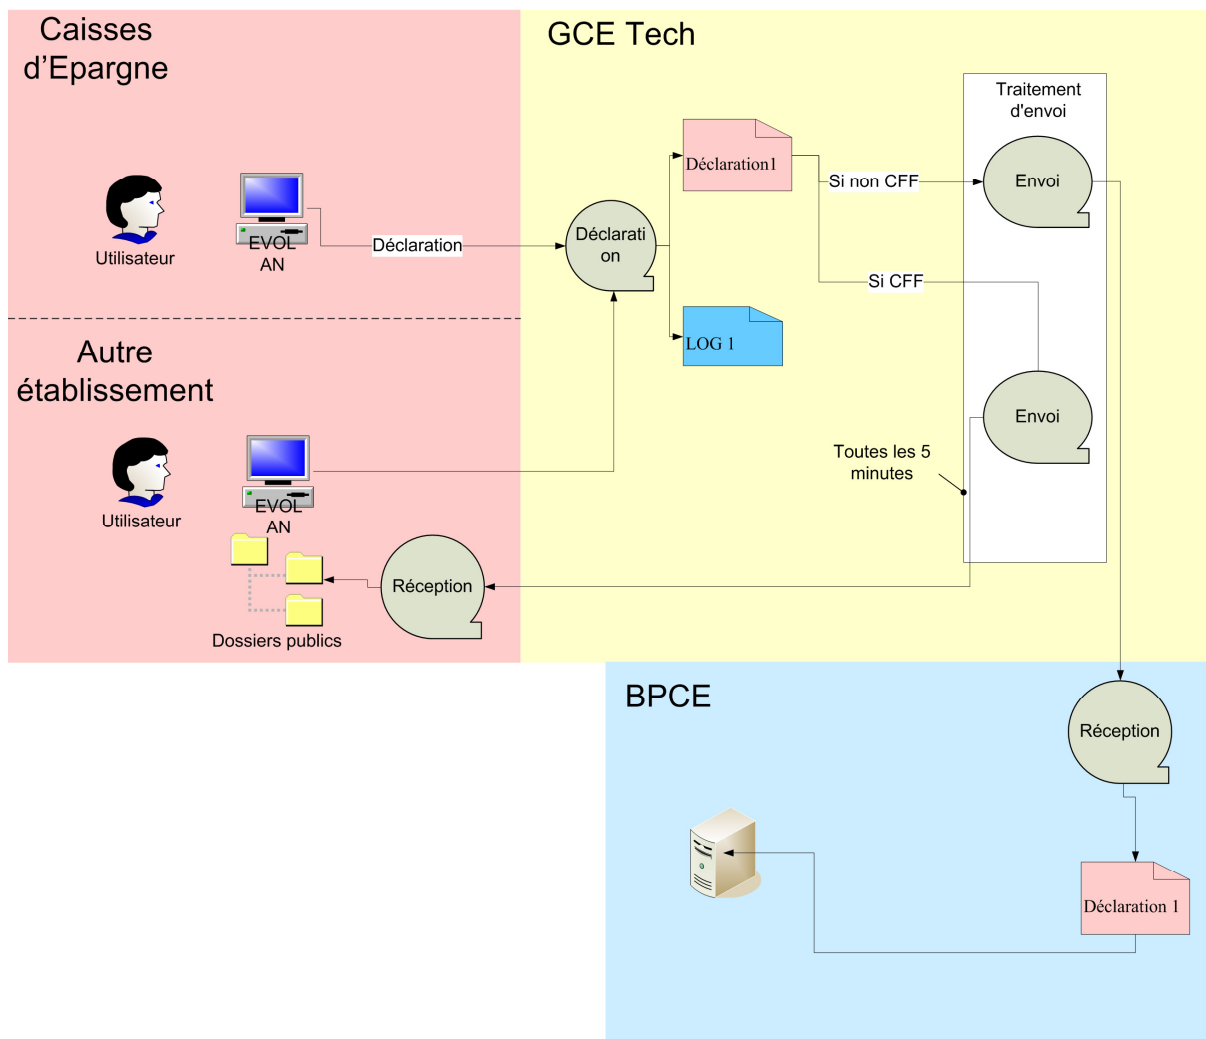 Caisses
d'Epargne
GCE Tech
Traitement
d'envoi
Déclaration1
Si non CFF
Envoi
Utilisateur
EVOL
AN
Déclaration
Déclarati
on
Si CFF
LOG 1
Autre
établissement
Envoi
Toutes les 5
minutes
Utilisateur
EVOL
AN
Réception
Dossiers publics
BPCE
Réception
Déclaration 1